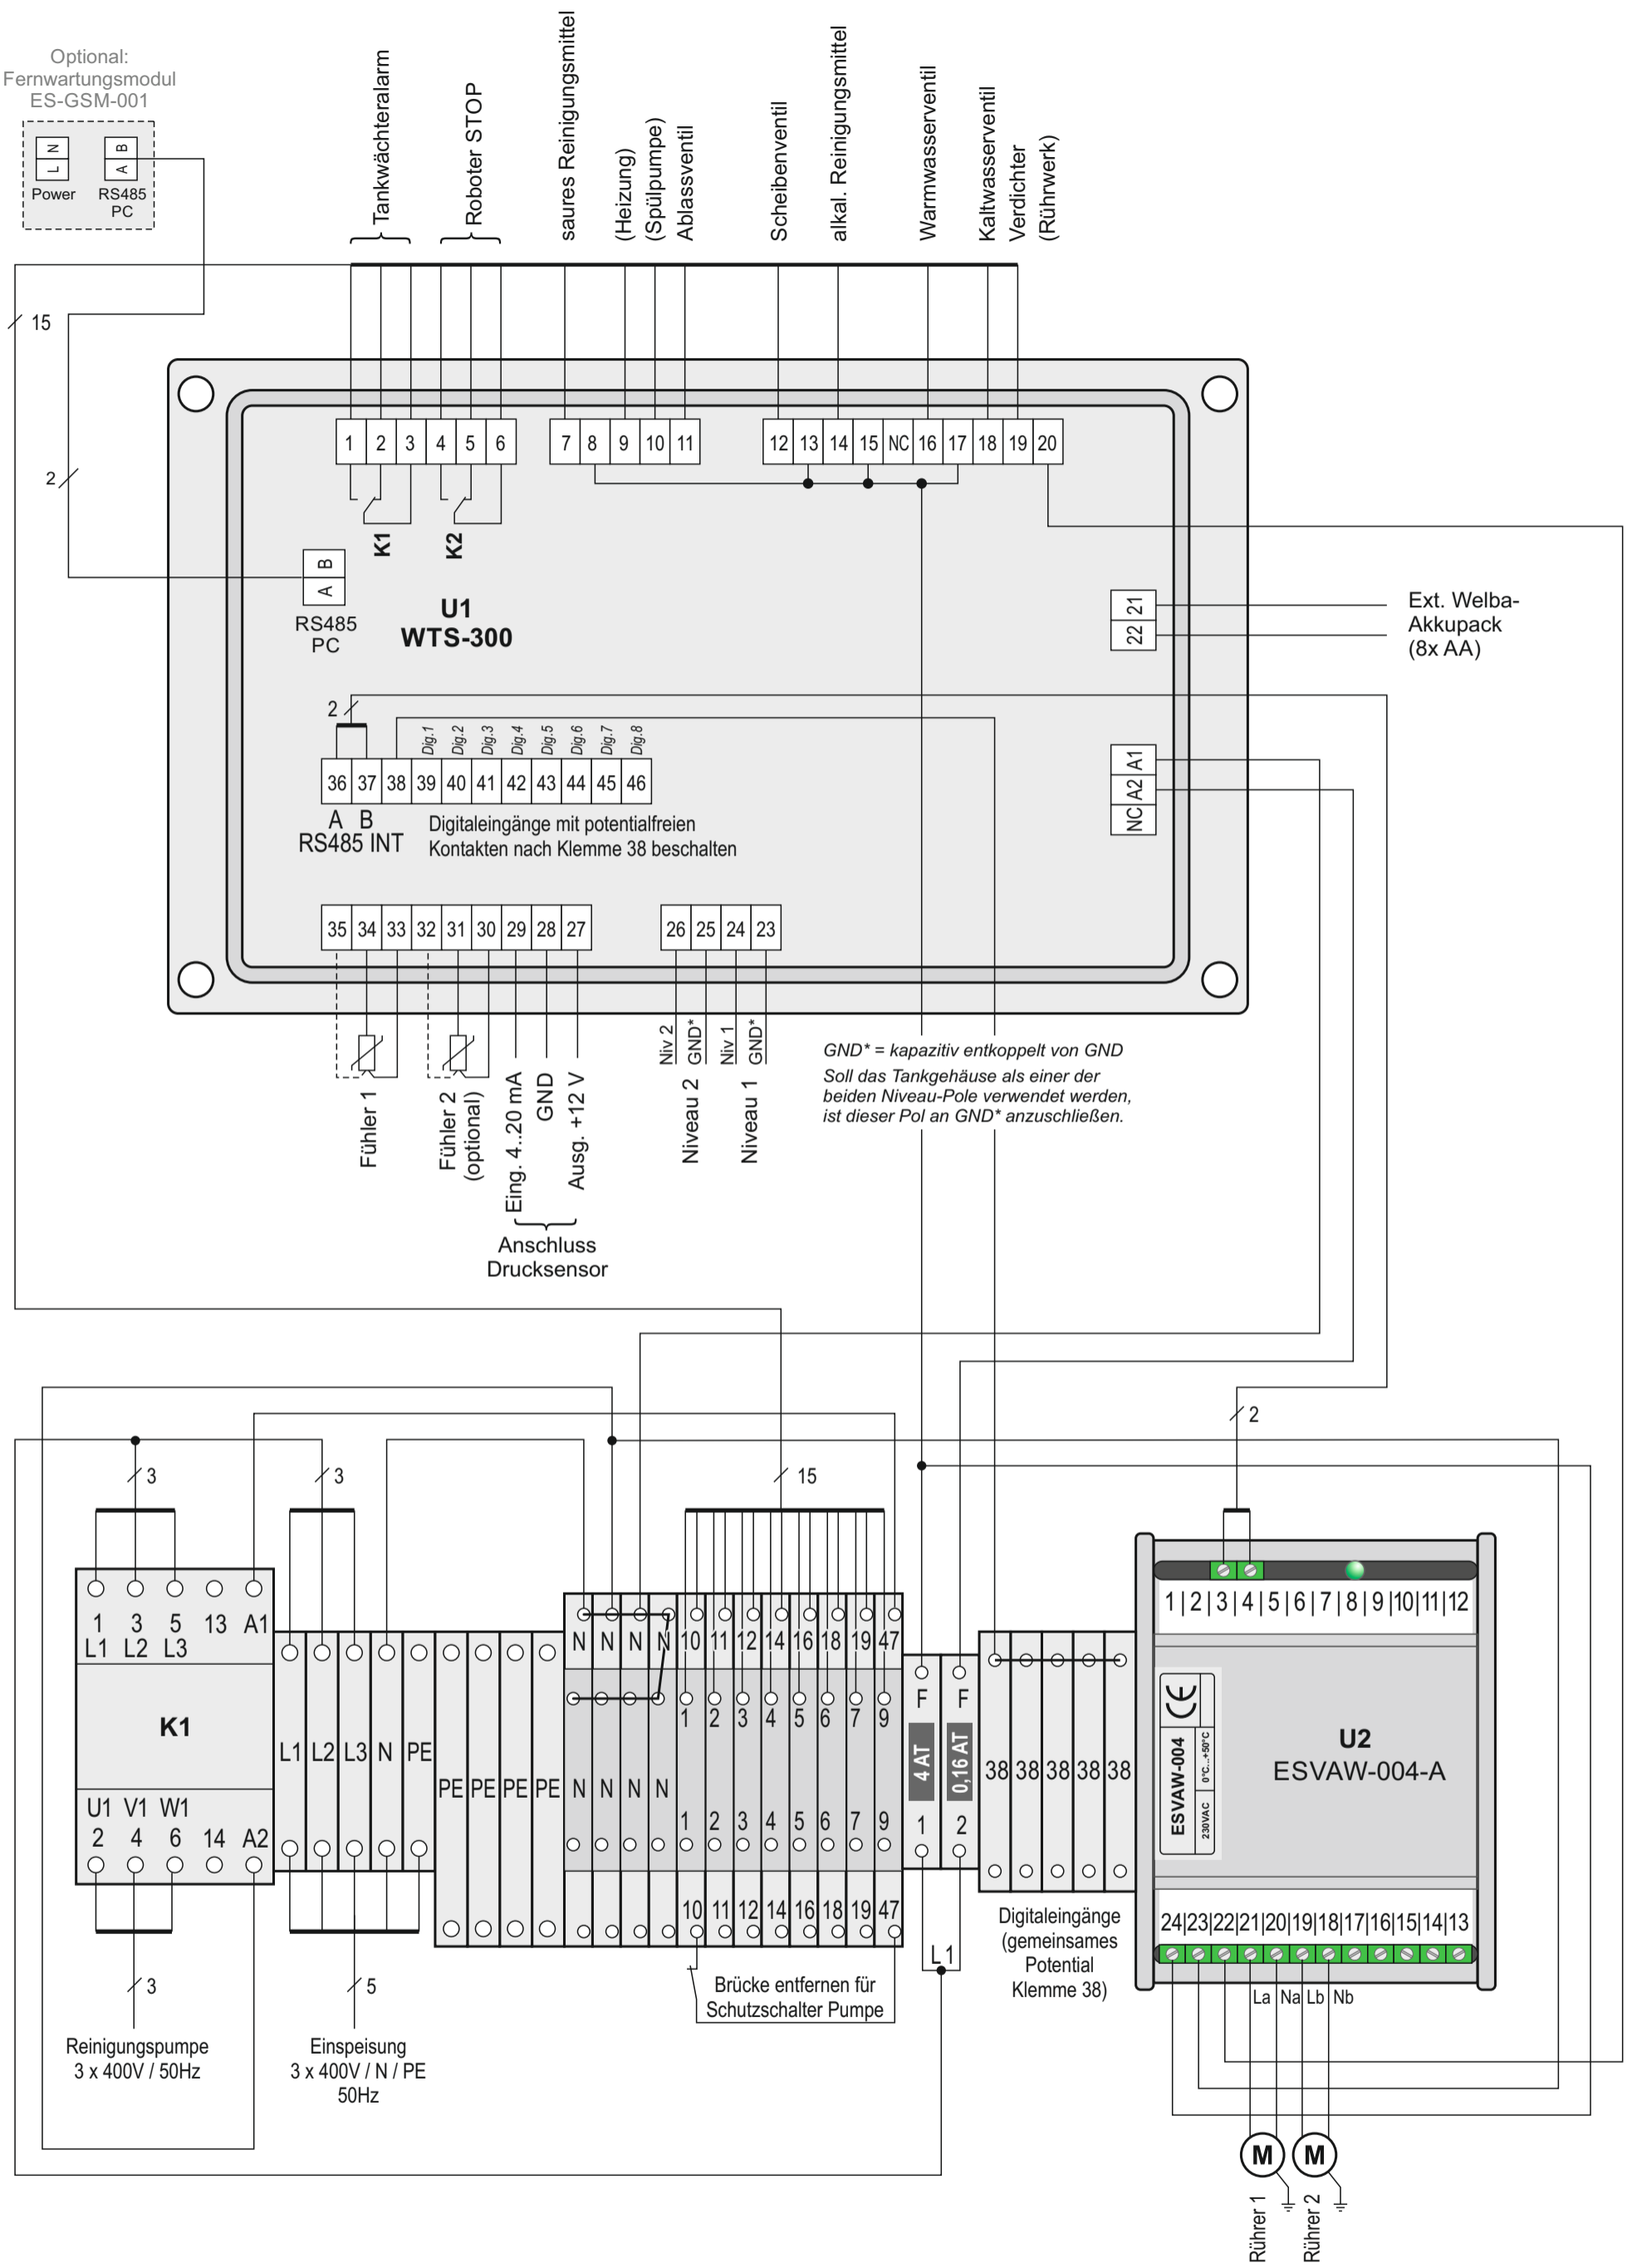 Optional:
Fernwartungsmodul
ES-GSM-001
L N
A B
Power
RS485
PC
Tankwächteralarm
Roboter STOP
saures Reinigungsmittel
(Heizung)
(Spülpumpe)
Ablassventil
Scheibenventil
alkal. Reinigungsmittel
Warmwasserventil
Kaltwasserventil
Verdichter
(Rührwerk)
15
2
1 2 3 4 5 6
7 8 9 10 11
12 13 14 15 NC 16 17 18 19 20
K1
K2
A B
RS485
PC
U1
WTS-300
22 21
Ext. Welba-
Akkupack
(8x AA)
2
Dig.1 Dig.2 Dig.3 Dig.4 Dig.5 Dig.6 Dig.7 Dig.8
36 37 38 39 40 41 42 43 44 45 46
A B
RS485 INT
Digitaleingänge mit potentialfreien
Kontakten nach Klemme 38 beschalten
NC A2 A1
35 34 33 32 31 30 29 28 27
26 25 24 23
Niv 2
GND*
Niv 1
GND*
Niveau 2
Niveau 1
Fühler 1
Fühler 2
(optional)
Eing. 4..20 mA
GND
Ausg. +12 V
Anschluss
Drucksensor
GND* = kapazitiv entkoppelt von GND
Soll das Tankgehäuse als einer der
beiden Niveau-Pole verwendet werden,
ist dieser Pol an GND* anzuschließen.
3
3
15
2
1 3 5 13 A1
L1 L2 L3
K1
U1 V1 W1
2 4 6 14 A2
L1 L2 L3 N PE
PE PE PE PE
N N N N 10 11 12 14 16 18 19 47
1 2 3 4 5 6 7 9
N N N N
1 2 3 4 5 6 7 9
10 11 12 14 16 18 19 47
F F
4 AT
0,16 AT
1 2
L1
38 38 38 38 38
Digitaleingänge
(gemeinsames
Potential
Klemme 38)
1|2|3|4|5|6|7|8|9|10|11|12
CE
ESVAW-004
230VAC
0°C..+50°C
U2
ESVAW-004-A
24|23|22|21|20|19|18|17|16|15|14|13
La Na Lb Nb
Brücke entfernen für
Schutzschalter Pumpe
3
5
Reinigungspumpe
3 x 400V / 50Hz
Einspeisung
3 x 400V / N / PE
50Hz
M M
Rührer 1
Rührer 2